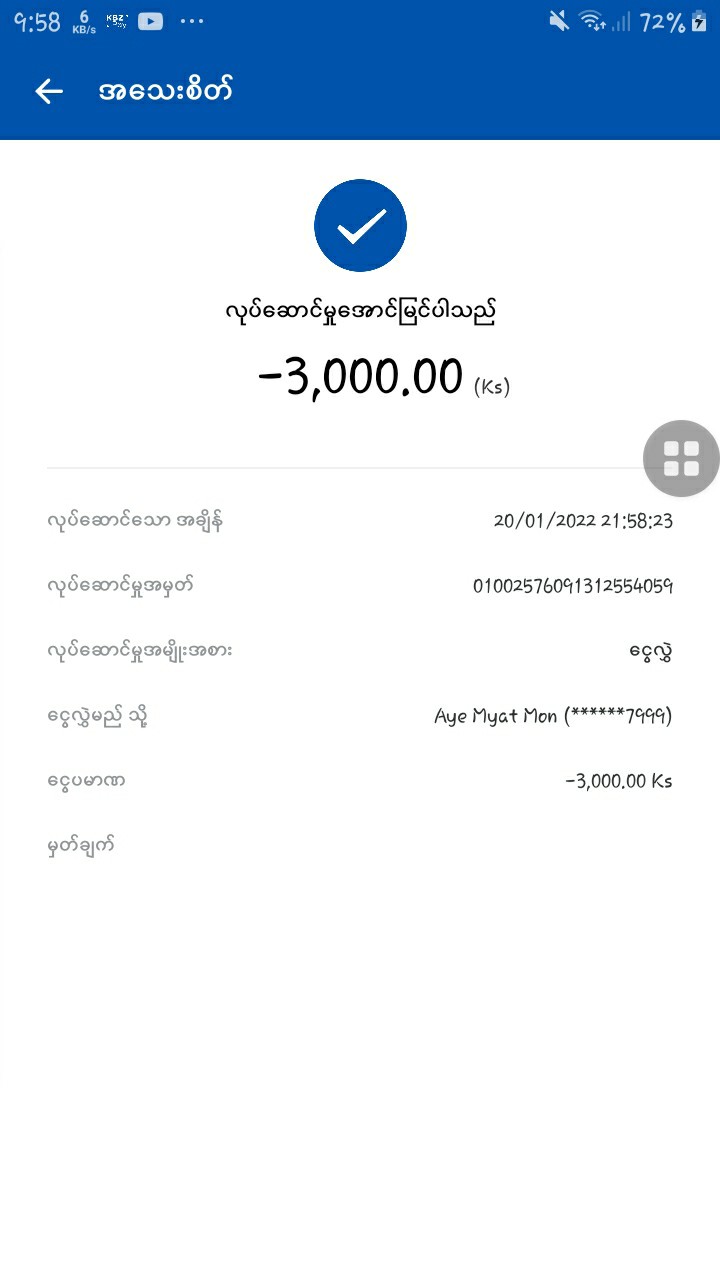 9:58 6 KB/s KBZ Pay 72%
အသေးစိတ်
လုပ်ဆောင်မှုအောင်မြင်ပါသည်
-3,000.00 (Ks)
လုပ်ဆောင်သော အချိန် 20/01/2022 21:58:23
လုပ်ဆောင်မှုအမှတ် 01002576091312554059
လုပ်ဆောင်မှုအမျိုးအစား ငွေလွှဲ
ငွေလွှဲမည် သို့ Aye Myat Mon (******7999)
ငွေပမာဏ -3,000.00 Ks
မှတ်ချက်